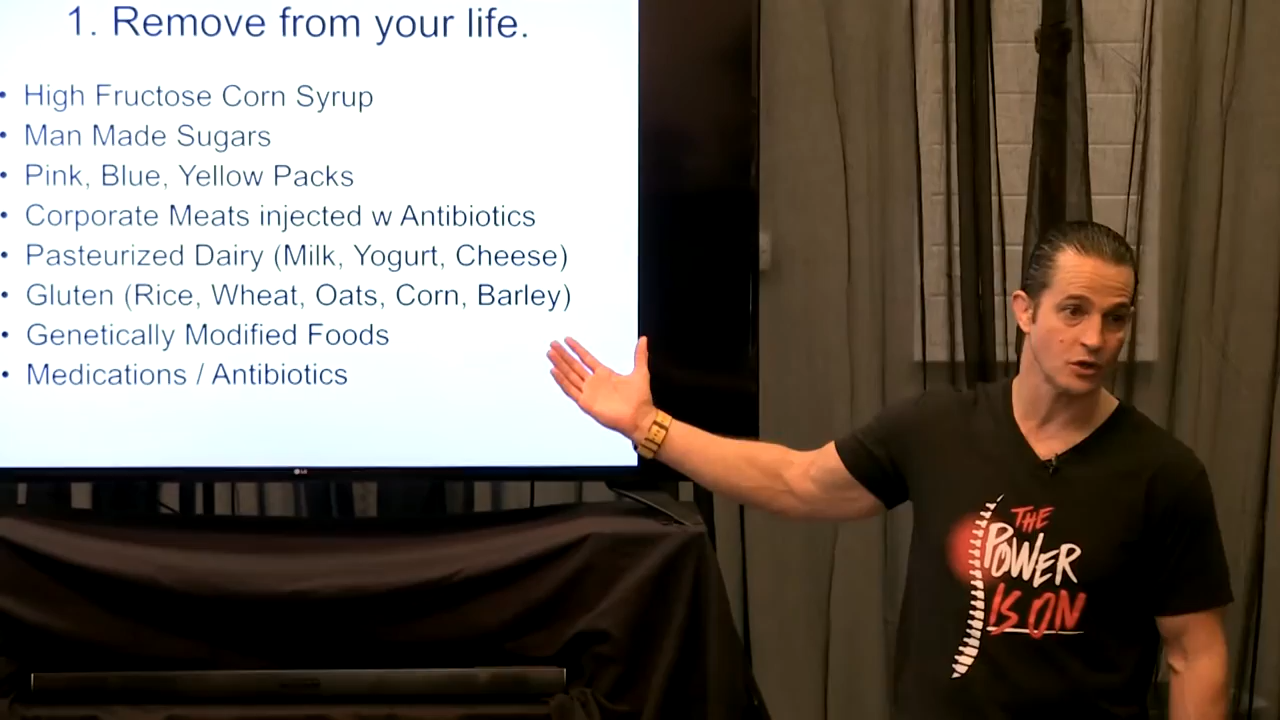 1. Remove from your life.
• High Fructose Corn Syrup
• Man Made Sugars
• Pink, Blue, Yellow Packs
• Corporate Meats injected w Antibiotics
• Pasteurized Dairy (Milk, Yogurt, Cheese)
• Gluten (Rice, Wheat, Oats, Corn, Barley)
• Genetically Modified Foods
• Medications / Antibiotics
LG
THE
POWER
IS ON